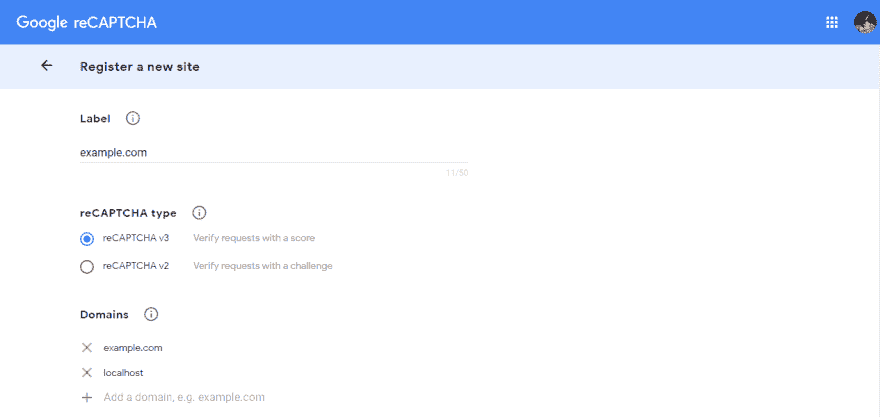 Google reCAPTCHA
Register a new site
Label
example.com
11/50
reCAPTCHA type
reCAPTCHA v3 Verify requests with a score
reCAPTCHA v2 Verify requests with a challenge
Domains
example.com
localhost
Add a domain, e.g. example.com